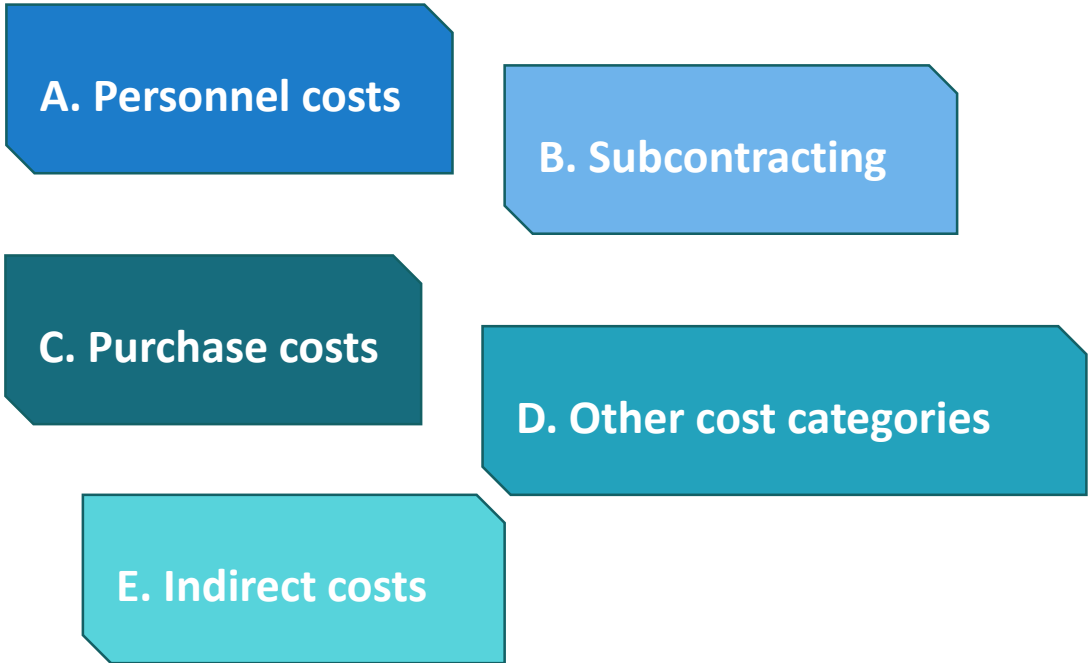 A. Personnel costs
B. Subcontracting
C. Purchase costs
D. Other cost categories
E. Indirect costs